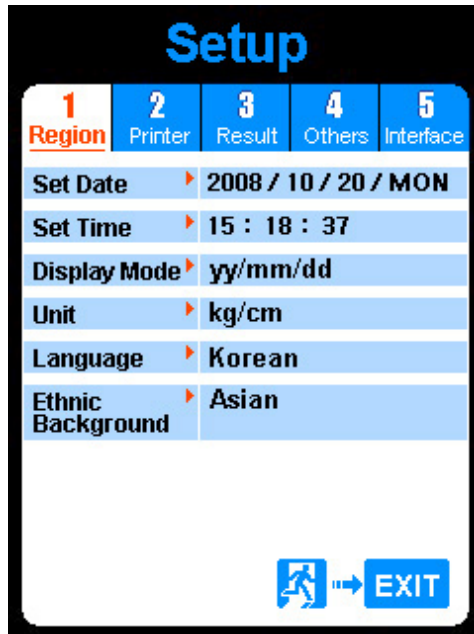 Setup
1 2 3 4 5
Region Printer Result Others Interface
Set Date 2008 / 10 / 20 / MON
Set Time 15 : 18 : 37
Display Mode yy/mm/dd
Unit kg/cm
Language Korean
Ethnic Background Asian
EXIT